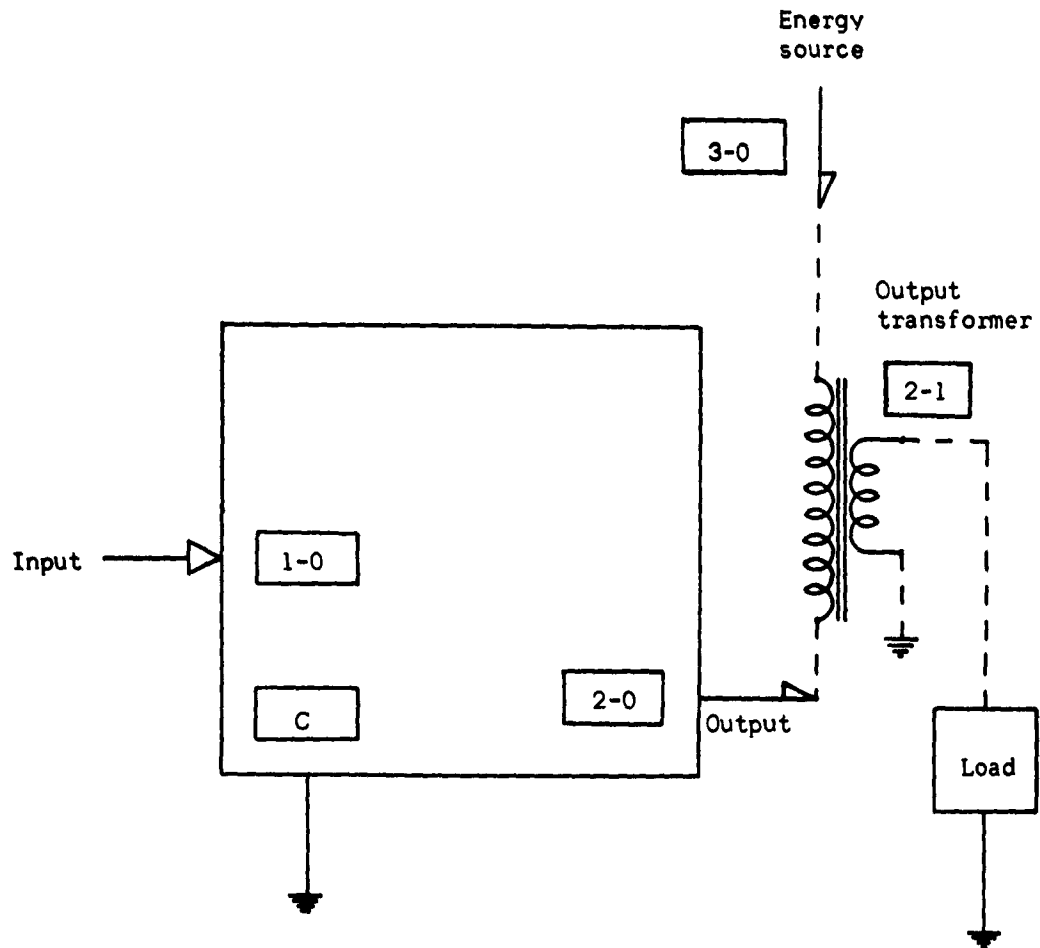 Energy
source
3-0
Output
transformer
2-1
Input
1-0
C
2-0
Output
Load